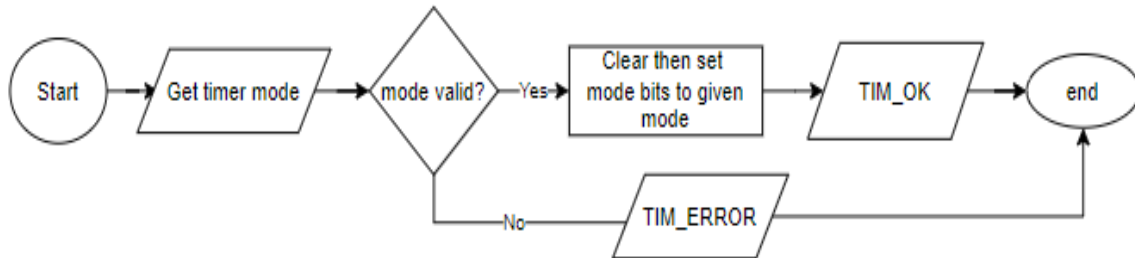 Start
Get timer mode
mode valid?
Yes
Clear then set
mode bits to given
mode
TIM_OK
end
No
TIM_ERROR